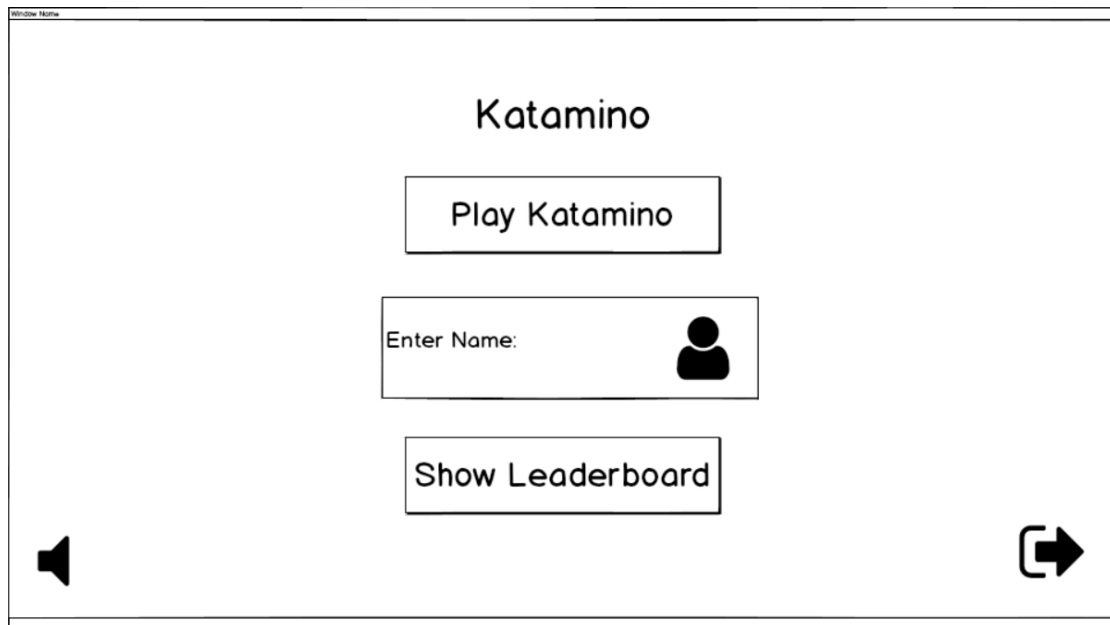 Window Name
Katamino
Play Katamino
Enter Name:
Show Leaderboard